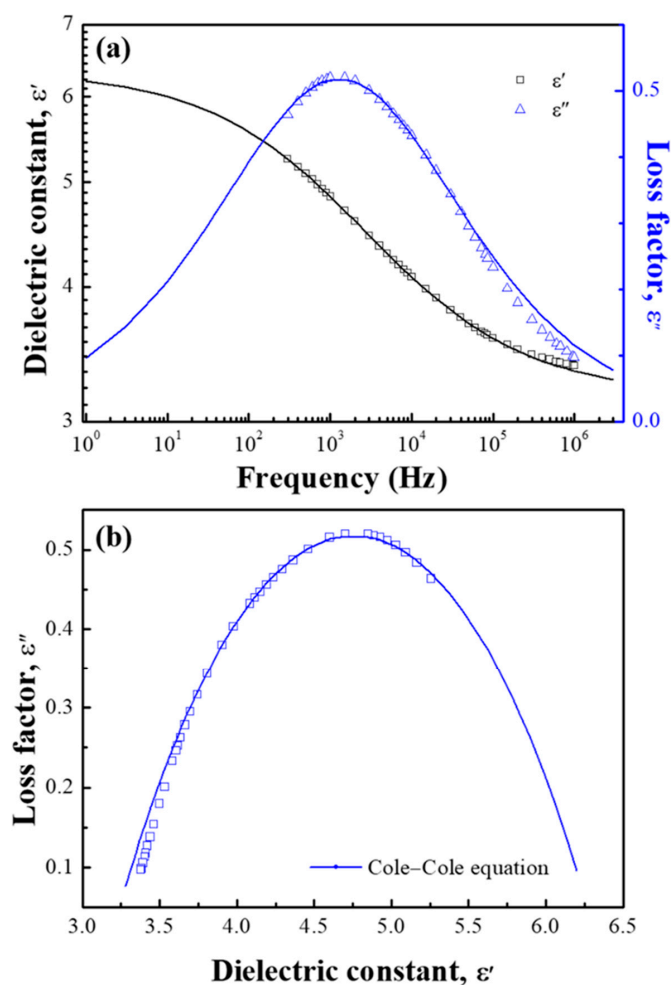 (a)
7
6
5
4
3
Dielectric constant, ε′
ε′
ε″
0.5
0.0
Loss factor, ε″
10⁰ 10¹ 10² 10³ 10⁴ 10⁵ 10⁶
Frequency (Hz)
(b)
0.5
0.4
0.3
0.2
0.1
Loss factor, ε″
Cole−Cole equation
3.0 3.5 4.0 4.5 5.0 5.5 6.0 6.5
Dielectric constant, ε′